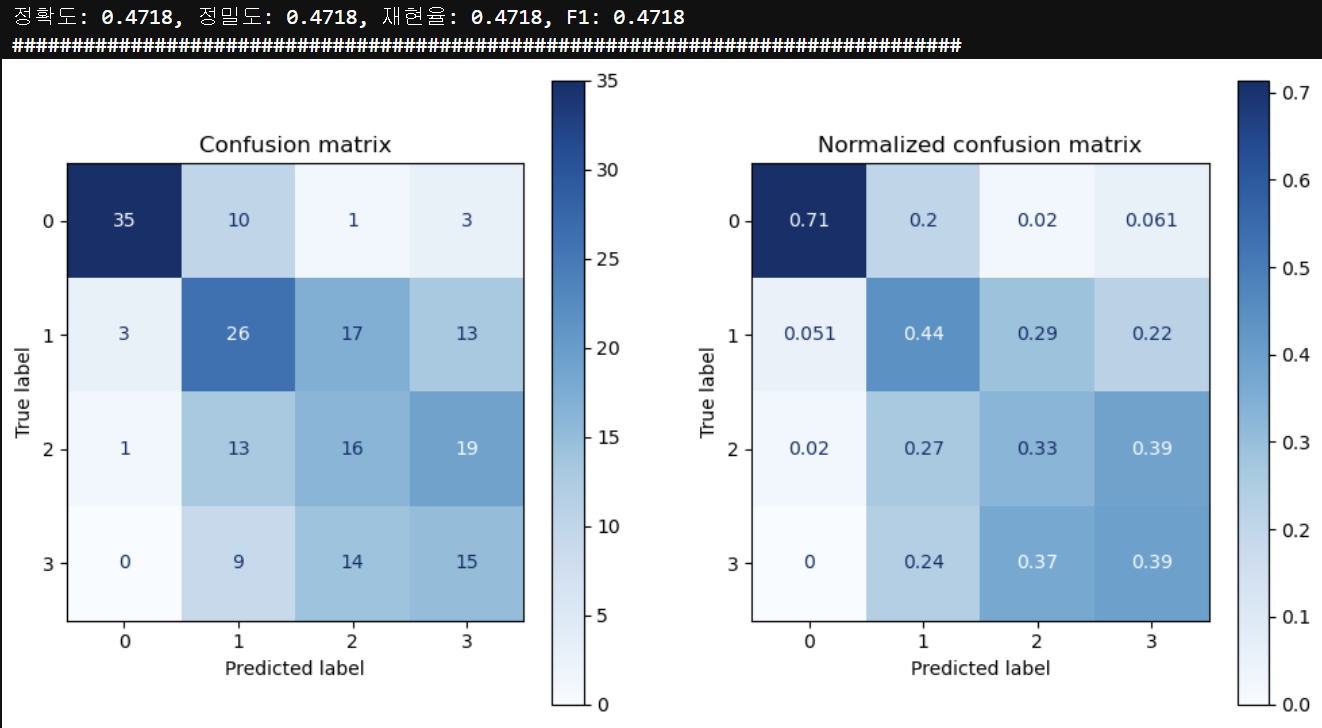 정확도: 0.4718, 정밀도: 0.4718, 재현율: 0.4718, F1: 0.4718
################################################################################
Confusion matrix
35 10 1 3
3 26 17 13
1 13 16 19
0 9 14 15
0
1
2
3
True label
0 1 2 3
Predicted label
35
30
25
20
15
10
5
0
Normalized confusion matrix
0.71 0.2 0.02 0.061
0.051 0.44 0.29 0.22
0.02 0.27 0.33 0.39
0 0.24 0.37 0.39
0
1
2
3
True label
0 1 2 3
Predicted label
0.7
0.6
0.5
0.4
0.3
0.2
0.1
0.0